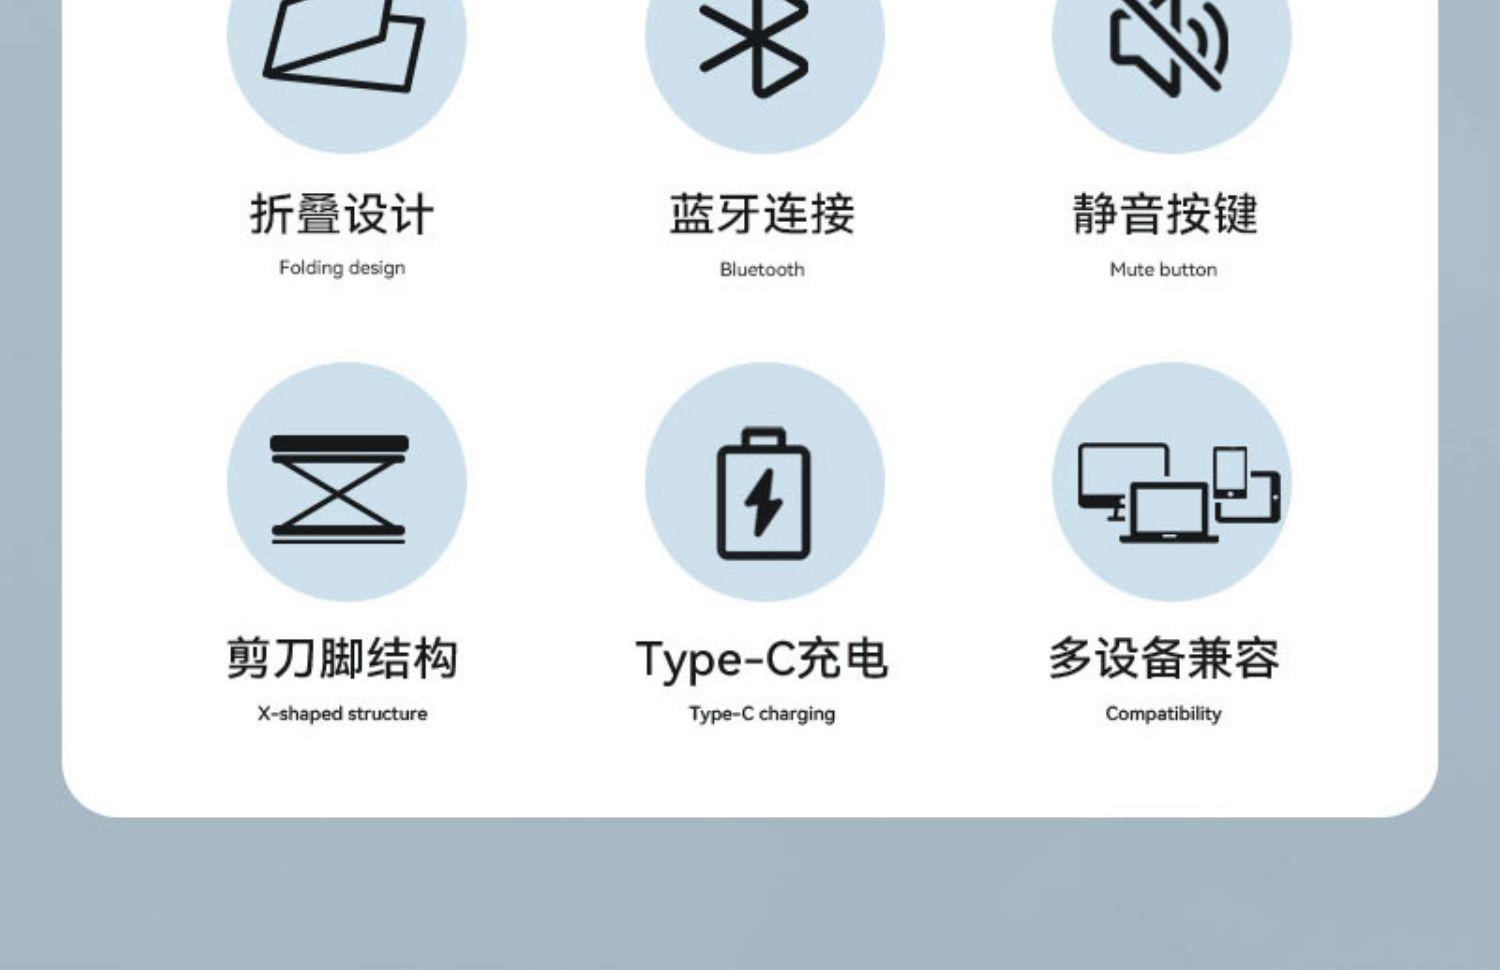 折叠设计 蓝牙连接 静音按键
Folding design Bluetooth Mute button
剪刀脚结构 Type-C充电 多设备兼容
X-shaped structure Type-C charging Compatibility